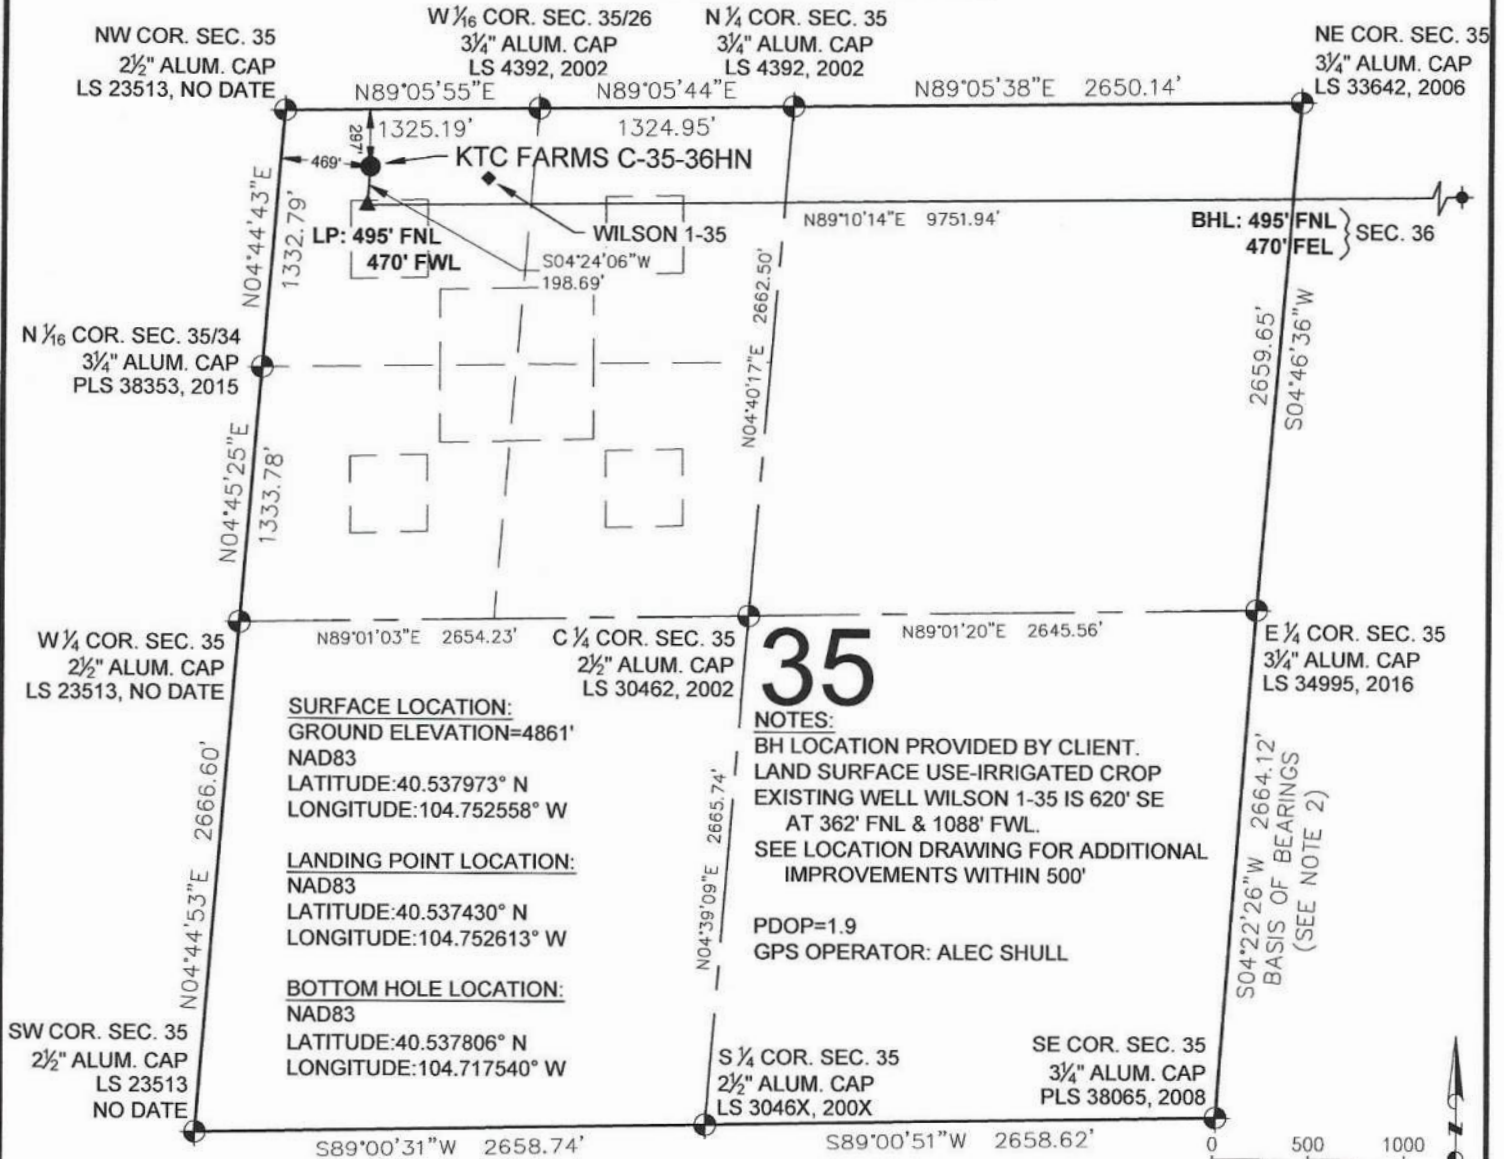 NW COR. SEC. 35
2½" ALUM. CAP
LS 23513, NO DATE
W 1⁄16 COR. SEC. 35/26
3¼" ALUM. CAP
LS 4392, 2002
N ¼ COR. SEC. 35
3¼" ALUM. CAP
LS 4392, 2002
NE COR. SEC. 35
3¼" ALUM. CAP
LS 33642, 2006
N89°05'55"E
1325.19'
N89°05'44"E
1324.95'
N89°05'38"E 2650.14'
297'
469'
KTC FARMS C-35-36HN
WILSON 1-35
LP: 495' FNL
470' FWL
S04°24'06"W
198.69'
N89°10'14"E 9751.94'
BHL: 495' FNL
470' FEL
SEC. 36
N04°44'43"E
1332.79'
N 1⁄16 COR. SEC. 35/34
3¼" ALUM. CAP
PLS 38353, 2015
N04°40'17"E 2662.50'
2659.65'
S04°46'36"W
N04°45'25"E
1333.78'
W ¼ COR. SEC. 35
2½" ALUM. CAP
LS 23513, NO DATE
N89°01'03"E 2654.23'
C ¼ COR. SEC. 35
2½" ALUM. CAP
LS 30462, 2002
35
N89°01'20"E 2645.56'
E ¼ COR. SEC. 35
3¼" ALUM. CAP
LS 34995, 2016
SURFACE LOCATION:
GROUND ELEVATION=4861'
NAD83
LATITUDE:40.537973° N
LONGITUDE:104.752558° W
LANDING POINT LOCATION:
NAD83
LATITUDE:40.537430° N
LONGITUDE:104.752613° W
BOTTOM HOLE LOCATION:
NAD83
LATITUDE:40.537806° N
LONGITUDE:104.717540° W
NOTES:
BH LOCATION PROVIDED BY CLIENT.
LAND SURFACE USE-IRRIGATED CROP
EXISTING WELL WILSON 1-35 IS 620' SE
AT 362' FNL & 1088' FWL.
SEE LOCATION DRAWING FOR ADDITIONAL
IMPROVEMENTS WITHIN 500'
PDOP=1.9
GPS OPERATOR: ALEC SHULL
N04°44'53"E 2666.60'
N04°39'09"E 2665.74'
S04°22'26"W 2664.12'
BASIS OF BEARINGS
(SEE NOTE 2)
SW COR. SEC. 35
2½" ALUM. CAP
LS 23513
NO DATE
S ¼ COR. SEC. 35
2½" ALUM. CAP
LS 3046X, 200X
SE COR. SEC. 35
3¼" ALUM. CAP
PLS 38065, 2008
S89°00'31"W 2658.74'
S89°00'51"W 2658.62'
0 500 1000